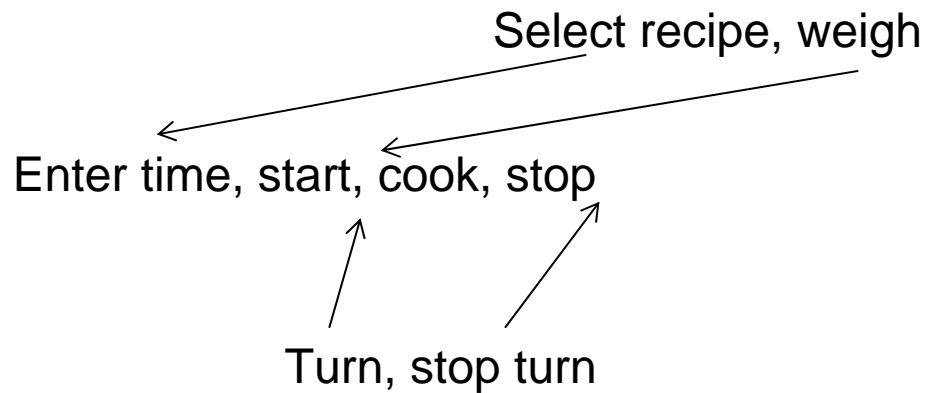 Select recipe, weigh
Enter time, start, cook, stop
Turn, stop turn